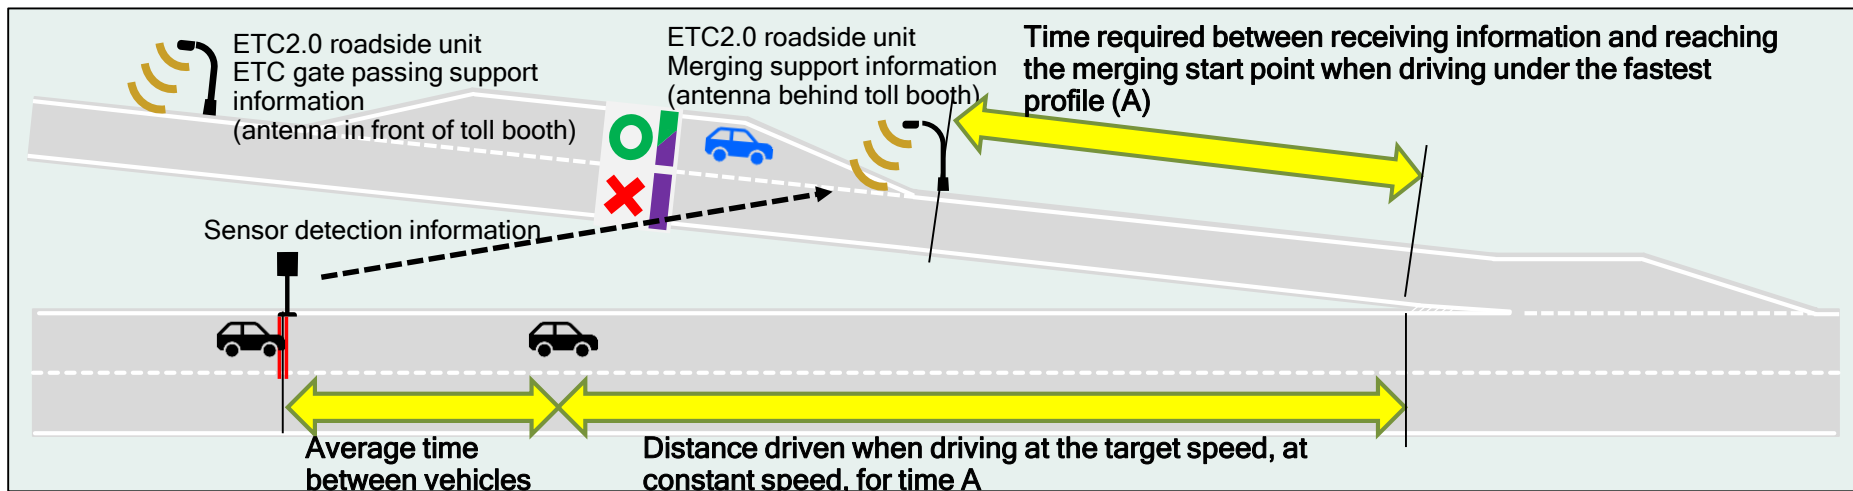 ETC2.0 roadside unit
ETC gate passing support
information
(antenna in front of toll booth)
ETC2.0 roadside unit
Merging support information
(antenna behind toll booth)
Time required between receiving information and reaching
the merging start point when driving under the fastest
profile (A)
Sensor detection information
Average time
between vehicles
Distance driven when driving at the target speed, at
constant speed, for time A